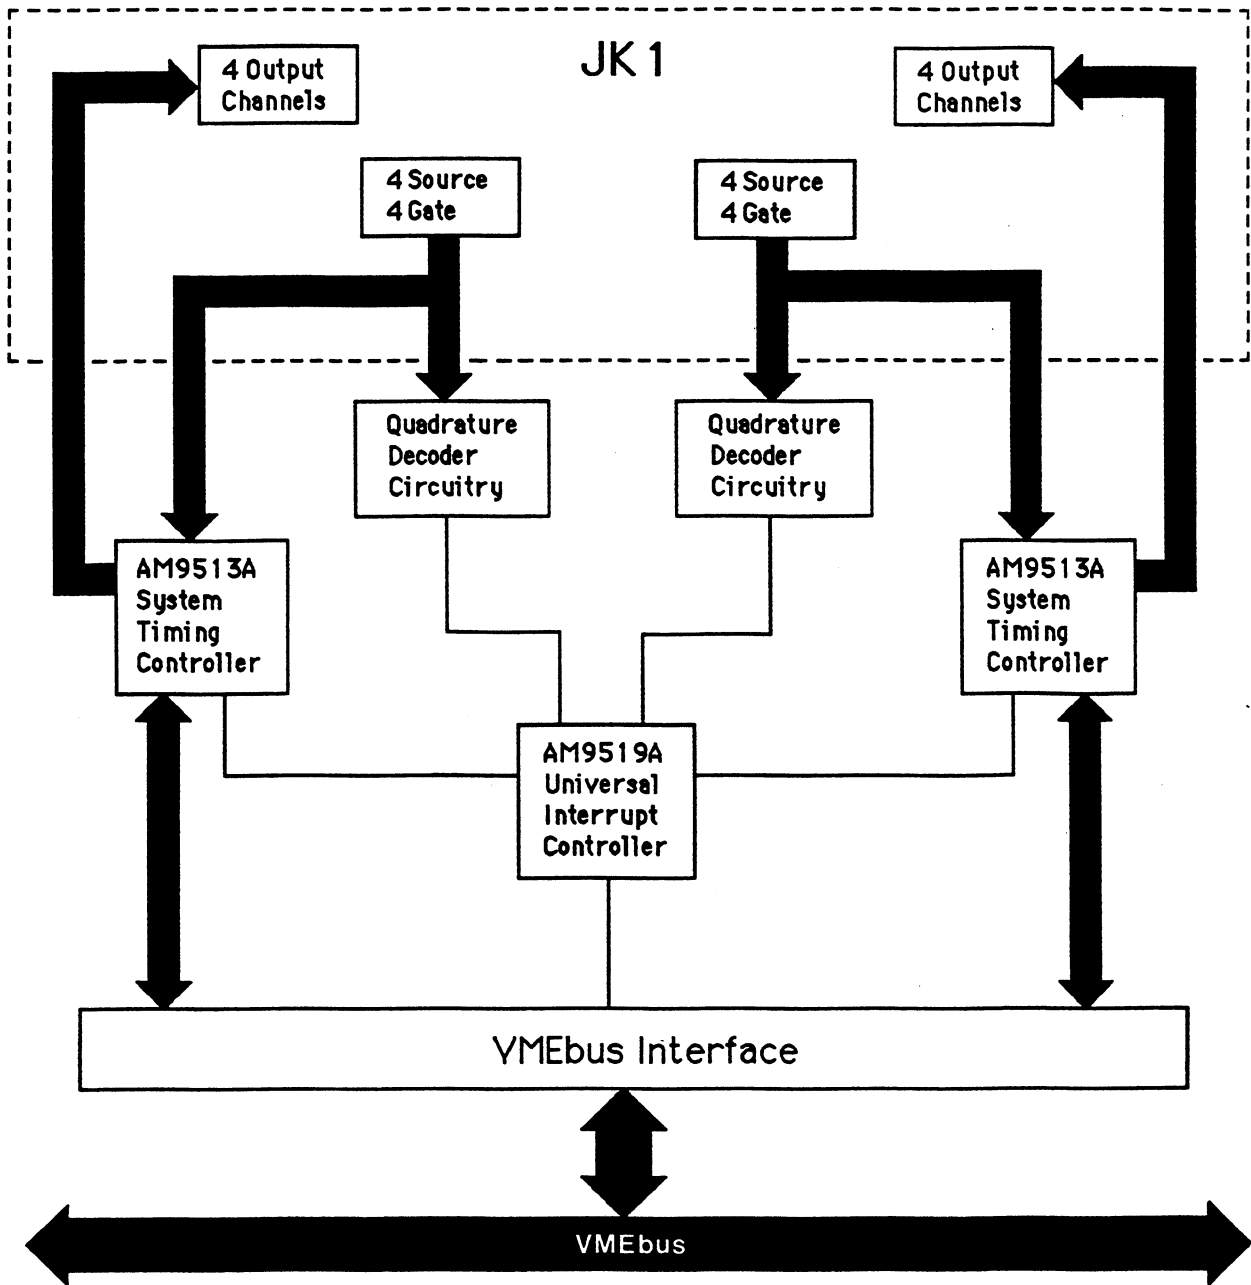 JK1
4 Output
Channels
4 Output
Channels
4 Source
4 Gate
4 Source
4 Gate
Quadrature
Decoder
Circuitry
Quadrature
Decoder
Circuitry
AM9513A
System
Timing
Controller
AM9513A
System
Timing
Controller
AM9519A
Universal
Interrupt
Controller
VMEbus Interface
VMEbus